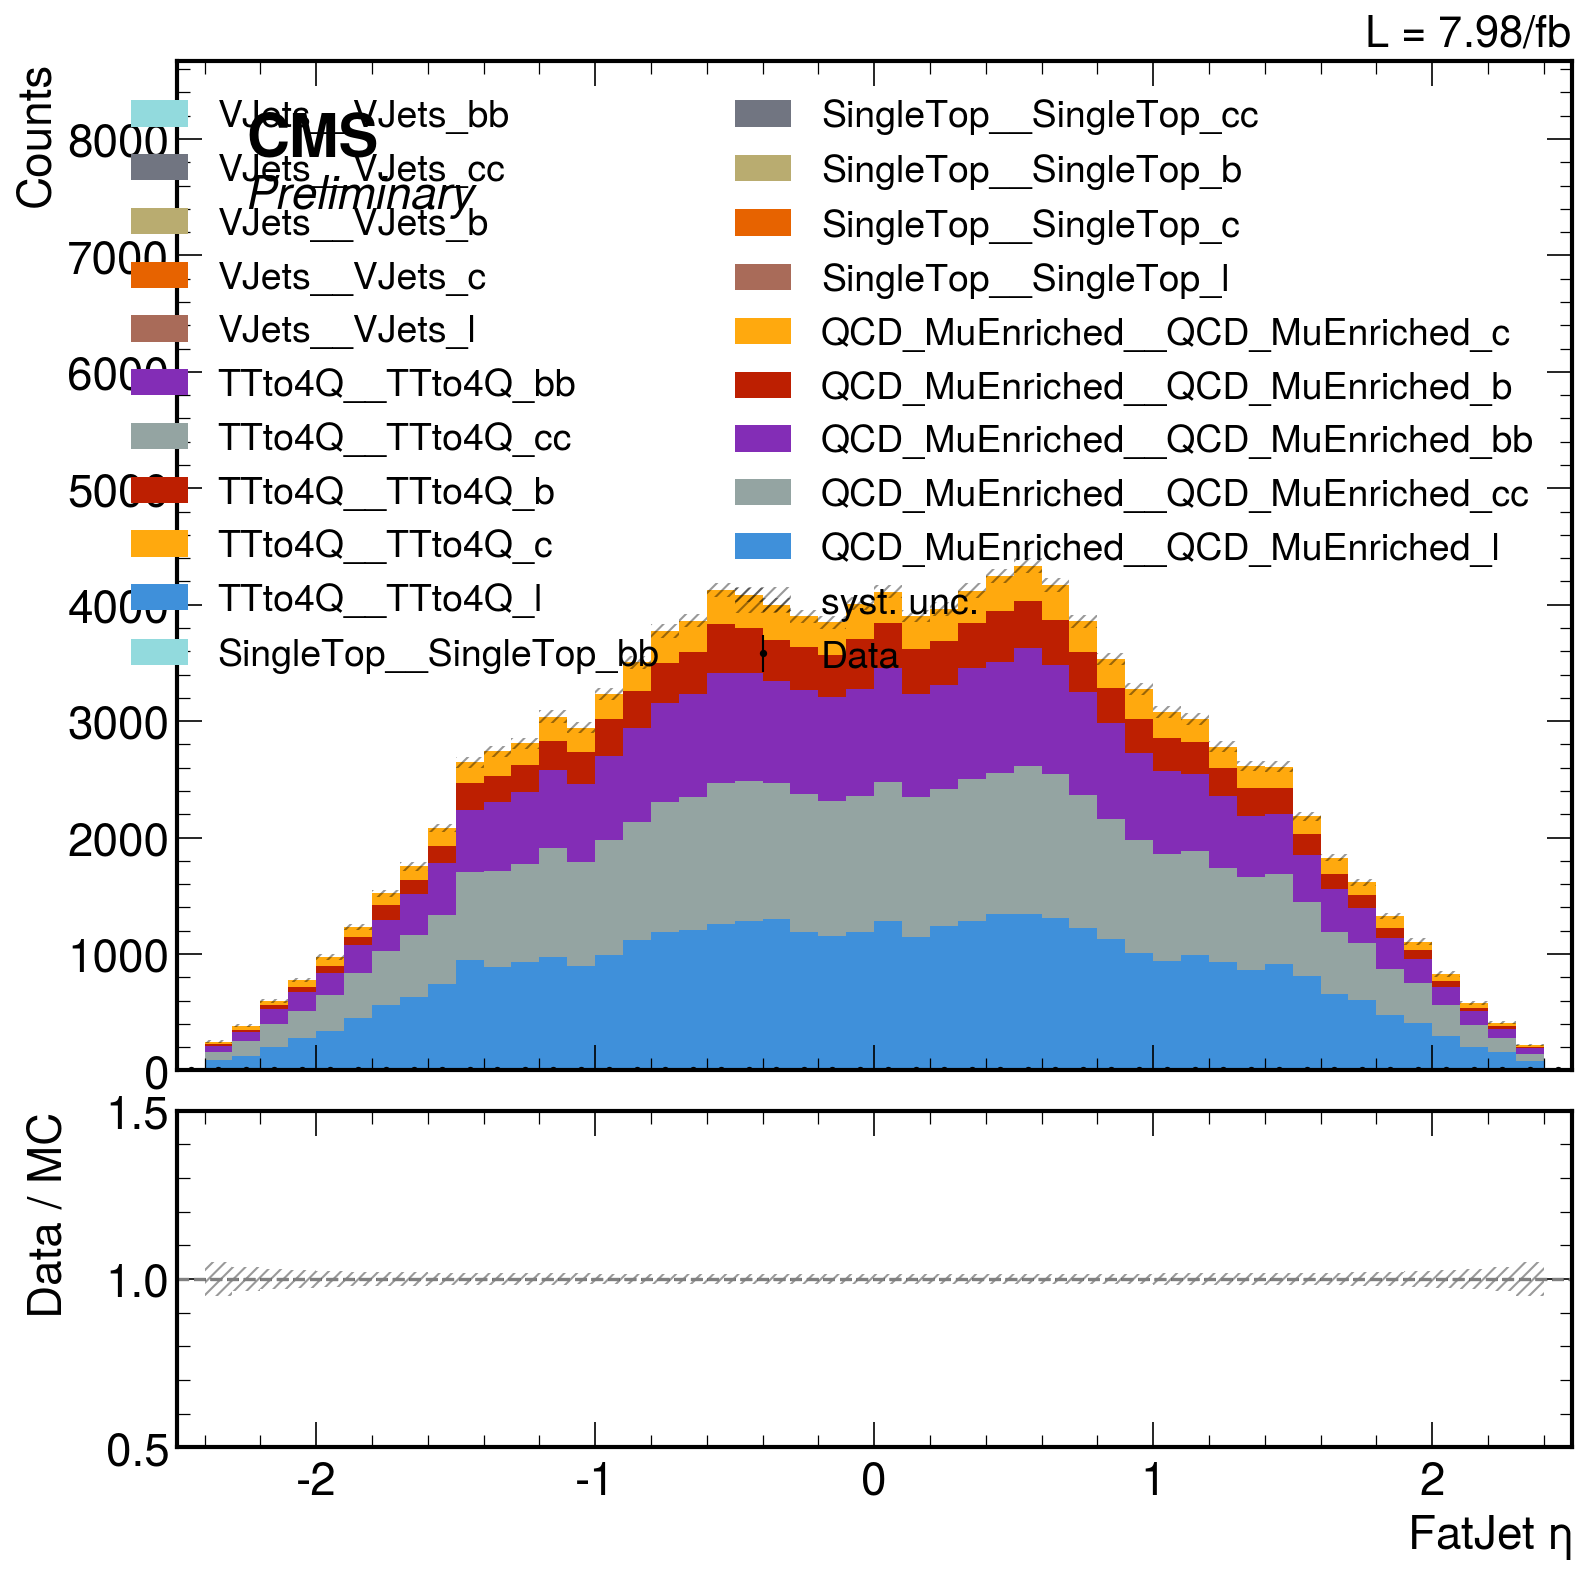 L = 7.98/fb
Counts
CMS
Preliminary
VJets__VJets_bb
VJets__VJets_cc
VJets__VJets_b
VJets__VJets_c
VJets__VJets_l
TTto4Q__TTto4Q_bb
TTto4Q__TTto4Q_cc
TTto4Q__TTto4Q_b
TTto4Q__TTto4Q_c
TTto4Q__TTto4Q_l
SingleTop__SingleTop_bb
SingleTop__SingleTop_cc
SingleTop__SingleTop_b
SingleTop__SingleTop_c
SingleTop__SingleTop_l
QCD_MuEnriched__QCD_MuEnriched_c
QCD_MuEnriched__QCD_MuEnriched_b
QCD_MuEnriched__QCD_MuEnriched_bb
QCD_MuEnriched__QCD_MuEnriched_cc
QCD_MuEnriched__QCD_MuEnriched_l
syst. unc.
Data
8000
7000
6000
5000
4000
3000
2000
1000
0
Data / MC
1.5
1.0
0.5
-2
-1
0
1
2
FatJet η